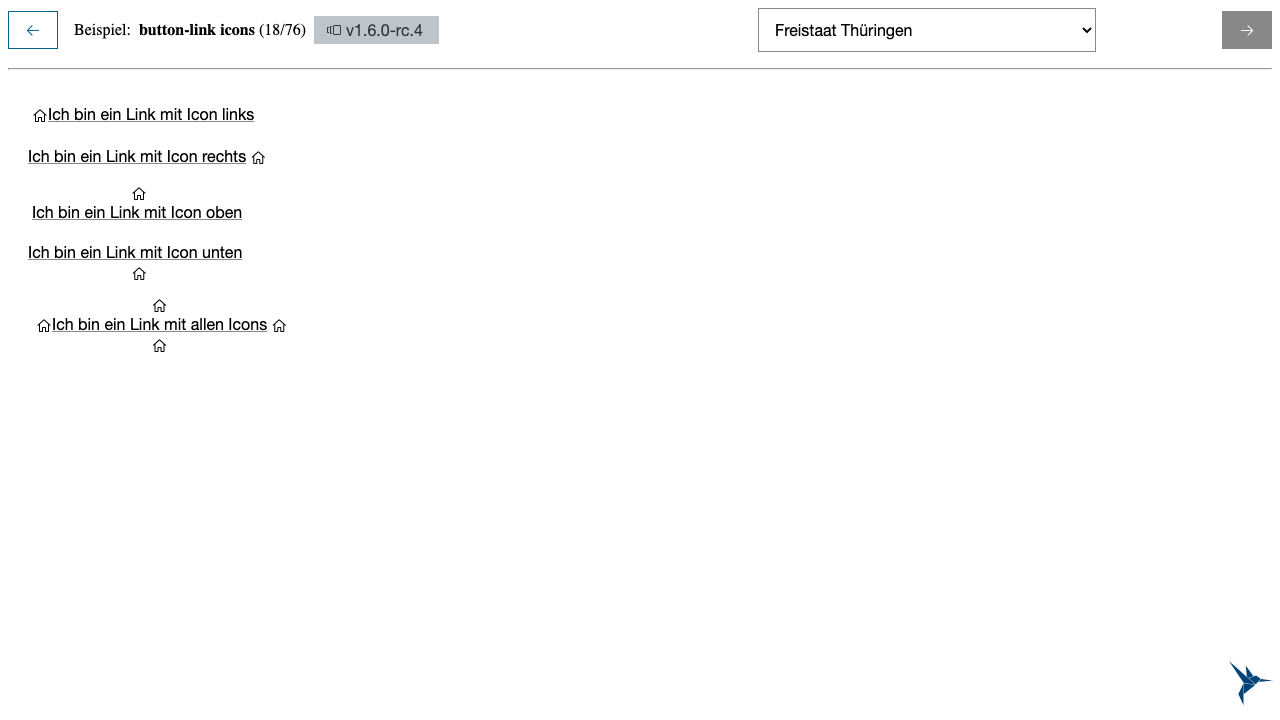 Beispiel: button-link icons (18/76) v1.6.0-rc.4 Freistaat Thüringen
Ich bin ein Link mit Icon links
Ich bin ein Link mit Icon rechts
Ich bin ein Link mit Icon oben
Ich bin ein Link mit Icon unten
Ich bin ein Link mit allen Icons